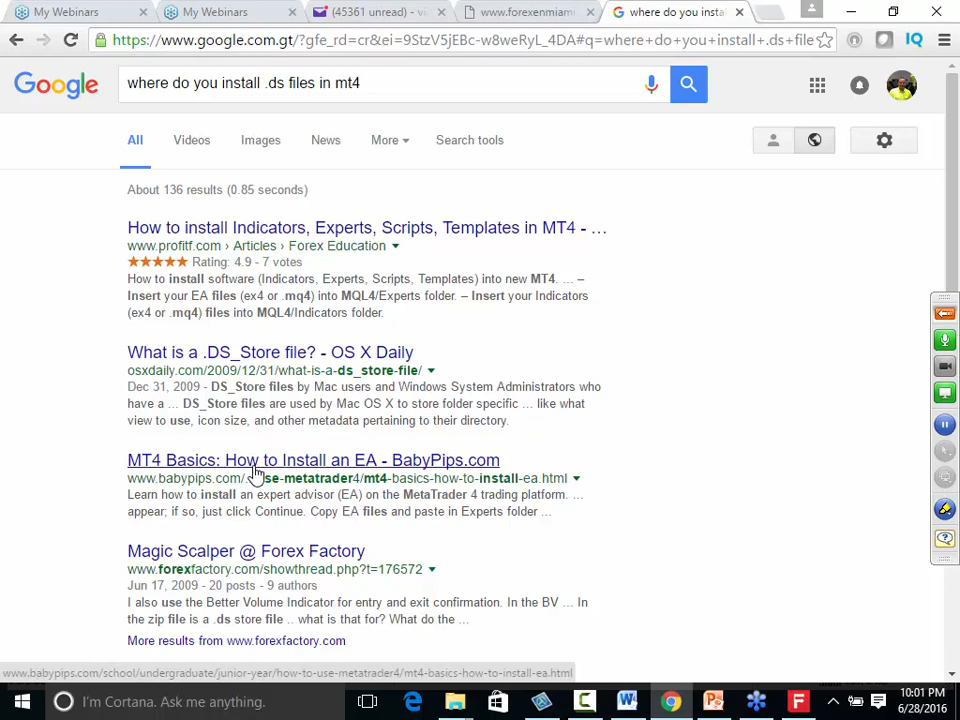 My Webinars
My Webinars
(45361 unread) - vi
www.forexenmiami
where do you insta
https://www.google.com.gt/?gfe_rd=cr&ei=9StzV5jEBc-w8weRyL_4DA#q=where+do+you+install+.ds+file
IQ
Google
where do you install .ds files in mt4
All
Videos
Images
News
More
Search tools
About 136 results (0.85 seconds)
How to install Indicators, Experts, Scripts, Templates in MT4 - ...
www.profitf.com › Articles › Forex Education
Rating: 4.9 - 7 votes
How to install software (Indicators, Experts, Scripts, Templates) into new MT4. ... –
Insert your EA files (ex4 or .mq4) into MQL4/Experts folder. – Insert your Indicators
(ex4 or .mq4) files into MQL4/Indicators folder.
What is a .DS_Store file? - OS X Daily
osxdaily.com/2009/12/31/what-is-a-ds_store-file/
Dec 31, 2009 - DS_Store files by Mac users and Windows System Administrators who
have a ... DS_Store files are used by Mac OS X to store folder specific ... like what
view to use, icon size, and other metadata pertaining to their directory.
MT4 Basics: How to Install an EA - BabyPips.com
www.babypips.com/ se-metatrader4/mt4-basics-how-to-install-ea.html
Learn how to install an expert advisor (EA) on the MetaTrader 4 trading platform. ...
appear; if so, just click Continue. Copy EA files and paste in Experts folder ...
Magic Scalper @ Forex Factory
www.forexfactory.com/showthread.php?t=176572
Jun 17, 2009 - 20 posts - 9 authors
I also use the Better Volume Indicator for entry and exit confirmation. In the BV ... In
the zip file is a .ds store file .. what is that for? What do the ...
More results from www.forexfactory.com
www.babypips.com/school/undergraduate/junior-year/how-to-use-metatrader4/mt4-basics-how-to-install-ea.html
I'm Cortana. Ask me anything.
10:01 PM
6/28/2016